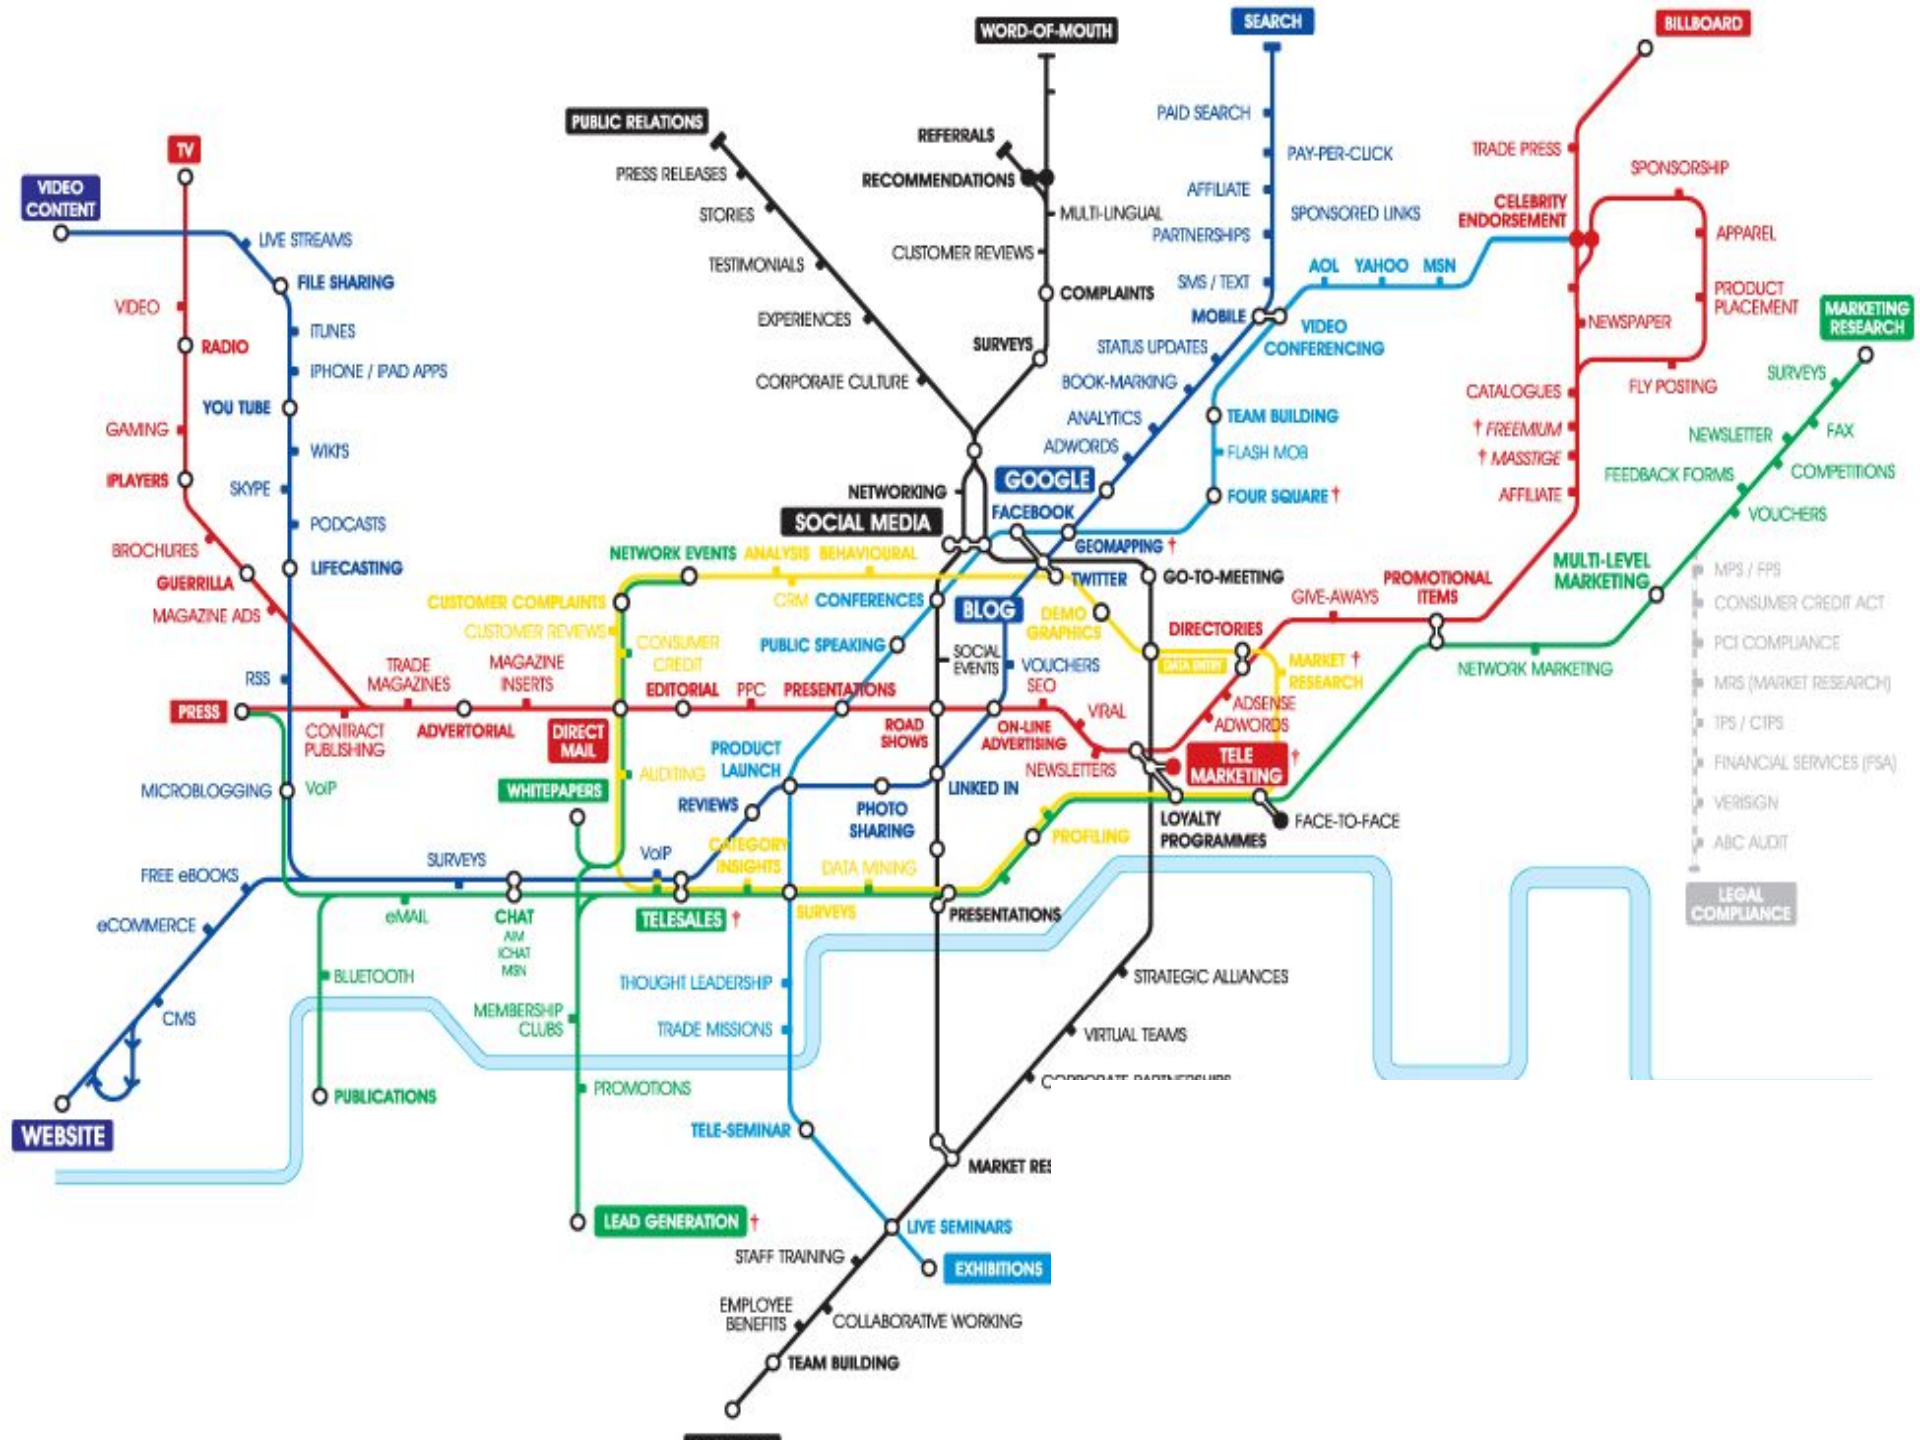 WORD-OF-MOUTH
SEARCH
BILLBOARD
PUBLIC RELATIONS
REFERRALS
PAID SEARCH
TV
PRESS RELEASES
RECOMMENDATIONS
PAY-PER-CLICK
TRADE PRESS
SPONSORSHIP
VIDEO
CONTENT
STORIES
MULTI-LINGUAL
AFFILIATE
SPONSORED LINKS
CELEBRITY
ENDORSEMENT
APPAREL
LIVE STREAMS
TESTIMONIALS
CUSTOMER REVIEWS
PARTNERSHIPS
AOL YAHOO MSN
FILE SHARING
COMPLAINTS
SMS / TEXT
PRODUCT
PLACEMENT
VIDEO
EXPERIENCES
MOBILE
VIDEO
CONFERENCING
NEWSPAPER
MARKETING
RESEARCH
ITUNES
RADIO
SURVEYS
STATUS UPDATES
IPHONE / IPAD APPS
CORPORATE CULTURE
BOOK-MARKING
CATALOGUES
FLY POSTING
SURVEYS
YOU TUBE
ANALYTICS
TEAM BUILDING
† FREEMIUM
GAMING
NEWSLETTER
FAX
WIKI'S
ADWORDS
FLASH MOB
† MASSTIGE
IPLAYERS
SKYPE
NETWORKING
GOOGLE
FOUR SQUARE †
AFFILIATE
FEEDBACK FORMS
COMPETITIONS
PODCASTS
SOCIAL MEDIA
FACEBOOK
VOUCHERS
BROCHURES
NETWORK EVENTS
ANALYSIS BEHAVIOURAL
GEOMAPPING †
LIFECASTING
GUERRILLA
TWITTER
GO-TO-MEETING
PROMOTIONAL
ITEMS
MULTI-LEVEL
MARKETING
MPS / FPS
MAGAZINE ADS
CUSTOMER COMPLAINTS
CRM
CONFERENCES
BLOG
DEMO
GRAPHICS
GIVE-AWAYS
CONSUMER CREDIT ACT
CUSTOMER REVIEWS
CONSUMER
CREDIT
PUBLIC SPEAKING
DIRECTORIES
PCI COMPLIANCE
RSS
TRADE
MAGAZINES
MAGAZINE
INSERTS
SOCIAL
EVENTS
VOUCHERS
DATA ENTRY
MARKET †
RESEARCH
NETWORK MARKETING
MRS (MARKET RESEARCH)
EDITORIAL
PPC
PRESENTATIONS
SEO
PRESS
VIRAL
ADSENSE
ADWORDS
TPS / CTPS
CONTRACT
PUBLISHING
ADVERTORIAL
DIRECT
MAIL
ROAD
SHOWS
ON-LINE
ADVERTISING
PRODUCT
LAUNCH
NEWSLETTERS
TELE
MARKETING
†
FINANCIAL SERVICES (FSA)
AUDITING
MICROBLOGGING
VoIP
WHITEPAPERS
REVIEWS
PHOTO
SHARING
LINKED IN
LOYALTY
PROGRAMMES
FACE-TO-FACE
VERISIGN
PROFILING
ABC AUDIT
FREE eBOOKS
SURVEYS
VoIP
CATEGORY
INSIGHTS
DATA MINING
eCOMMERCE
eMAIL
CHAT
AIM
ICHAT
MSN
TELESALES †
SURVEYS
PRESENTATIONS
LEGAL
COMPLIANCE
BLUETOOTH
THOUGHT LEADERSHIP
STRATEGIC ALLIANCES
CMS
MEMBERSHIP
CLUBS
TRADE MISSIONS
VIRTUAL TEAMS
CORPORATE PARTNERSHIPS
PUBLICATIONS
PROMOTIONS
WEBSITE
TELE-SEMINAR
MARKET RES
LEAD GENERATION †
LIVE SEMINARS
STAFF TRAINING
EXHIBITIONS
EMPLOYEE
BENEFITS
COLLABORATIVE WORKING
TEAM BUILDING